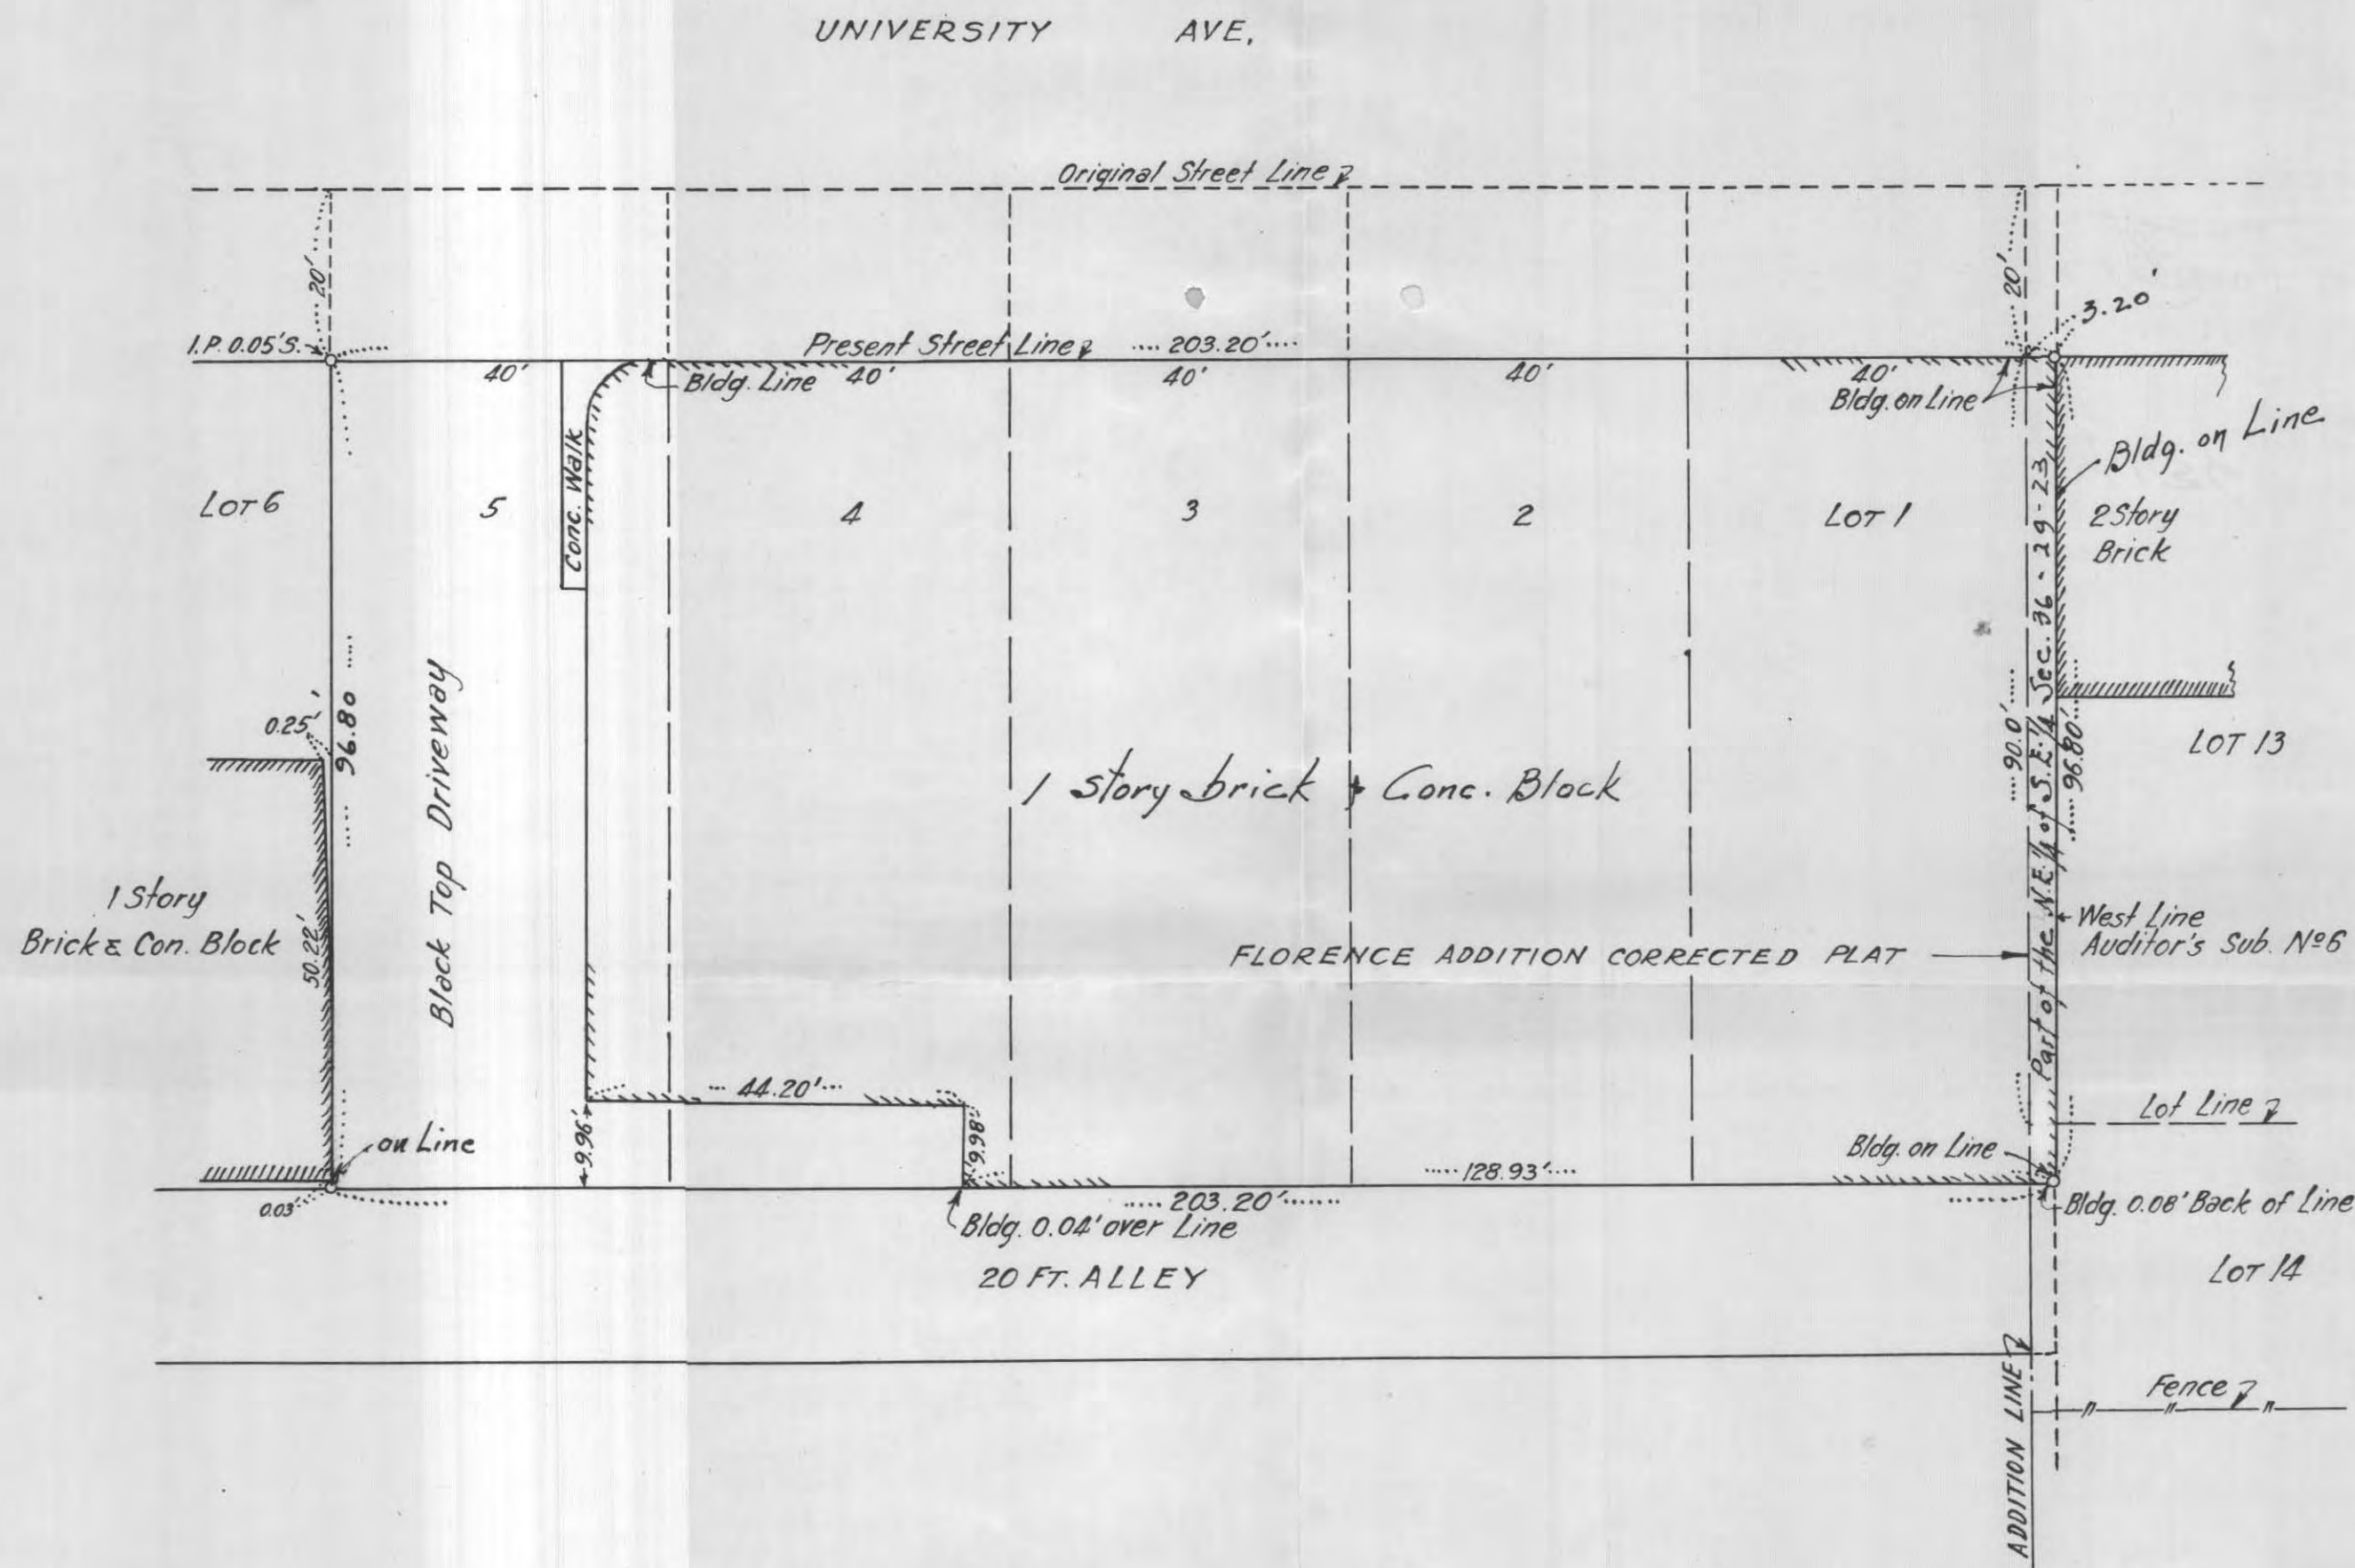 UNIVERSITY AVE.
Original Street Line
20'
20'
3.20'
I.P. 0.05'S.
Present Street Line 203.20'
40'
Bldg. Line
40'
40'
40'
40'
Bldg. on Line
Bldg. on Line
Conc. Walk
LOT 6
5
4
3
2
LOT 1
2 Story
Brick
Part of the N.E.¼ of S.E.¼ Sec. 36 - 29 - 23
0.25'
96.80
Black Top Driveway
90.0'
96.80'
LOT 13
1 story brick + Conc. Block
1 Story
Brick & Con. Block
50.22'
West Line
Auditor's Sub. Nº6
FLORENCE ADDITION CORRECTED PLAT
44.20'
9.96'
9.98'
on Line
Lot Line
Bldg. on Line
128.93'
0.03'
203.20'
Bldg. 0.04' over Line
Bldg. 0.08' Back of Line
20 FT. ALLEY
LOT 14
ADDITION LINE
Fence